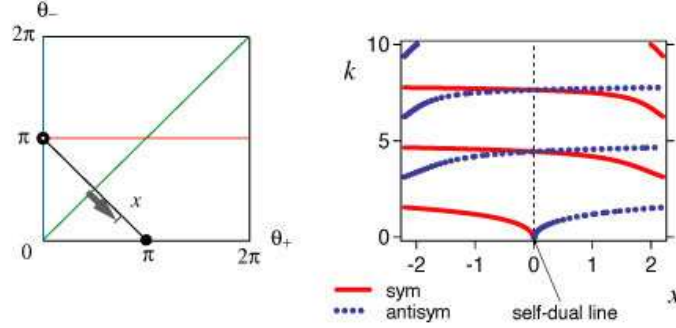 θ₋
2π
π
x
0
π
2π
θ₊
k
10
5
0
-2
-1
0
1
2
x
sym
antisym
self-dual line